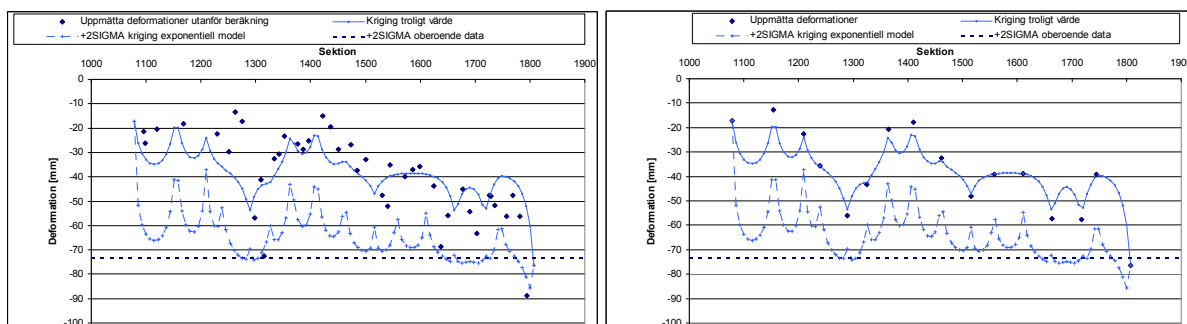 Uppmätta deformationer utanför beräkning
Kriging troligt värde
+2SIGMA kriging exponentiell model
+2SIGMA oberoende data
Sektion
1000 1100 1200 1300 1400 1500 1600 1700 1800 1900
0
-10
-20
-30
-40
-50
-60
-70
-80
-90
-100
Deformation [mm]
Uppmätta deformationer
Kriging troligt värde
+2SIGMA kriging exponentiell model
+2SIGMA oberoende data
Sektion
1000 1100 1200 1300 1400 1500 1600 1700 1800 190
0
-10
-20
-30
-40
-50
-60
-70
-80
-90
-100
Deformation [mm]